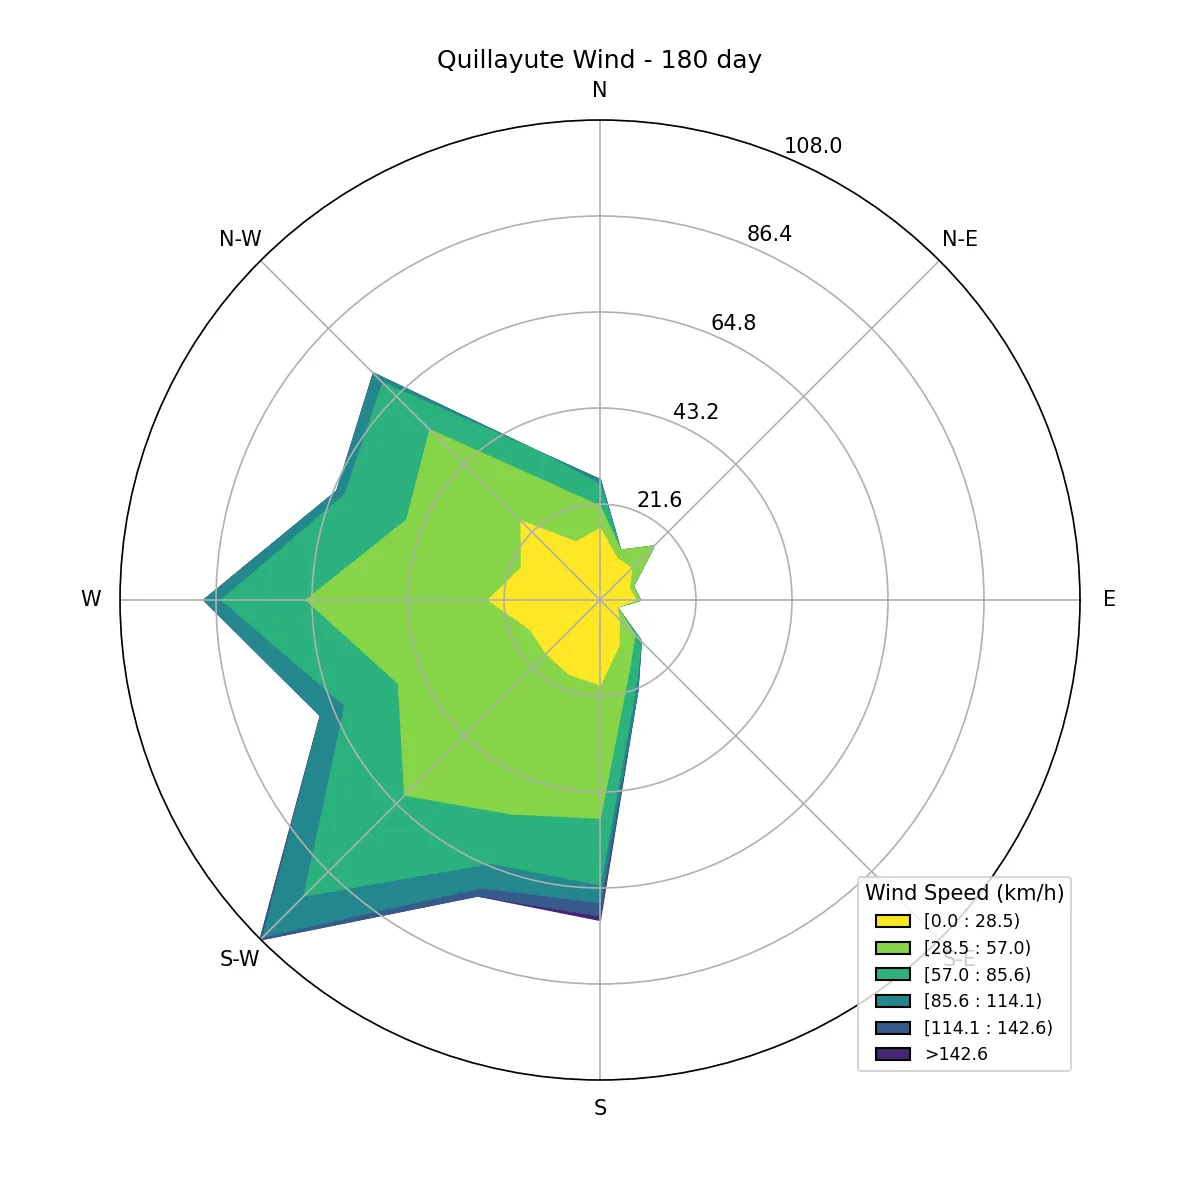 Quillayute Wind - 180 day
N
108.0
N-W
N-E
86.4
64.8
43.2
21.6
W
E
S-W
S-E
S
Wind Speed (km/h)
[0.0 : 28.5)
[28.5 : 57.0)
[57.0 : 85.6)
[85.6 : 114.1)
[114.1 : 142.6)
>142.6